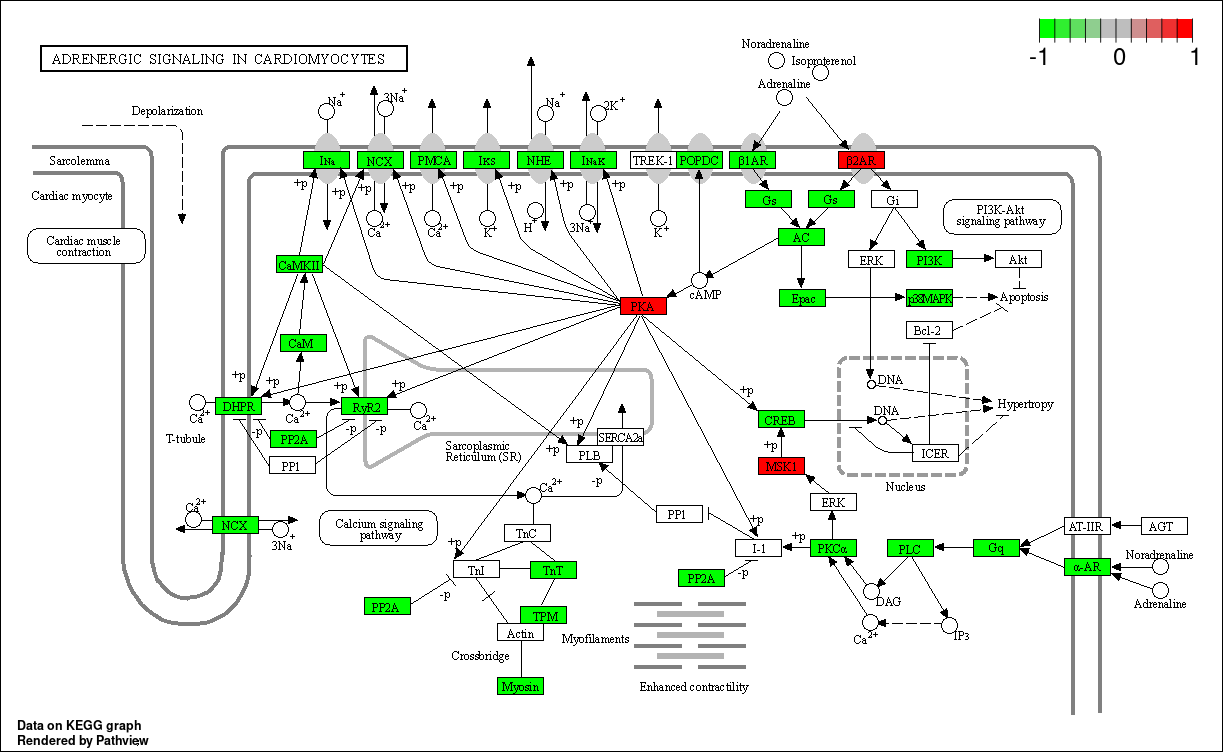 -1 0 1
ADRENERGIC SIGNALING IN CARDIOMYOCYTES
Noradrenaline
Isoproterenol
Adrenaline
Depolarization
Na+
3Na+
Na+
2K+
Sarcolemma
INa
NCX
PMCA
IKS
NHE
INaK
TREK-1
POPDC
β1AR
β2AR
+p
+p
+p
+p
+p
+p
Cardiac myocyte
Gs
Gs
Gi
PI3K-Akt
signaling pathway
Ca2+
Ca2+
K+
H+
3Na+
K+
Cardiac muscle
contraction
AC
CaMKII
ERK
PI3K
Akt
cAMP
Epac
p38MAPK
Apoptosis
PKA
Bcl-2
CaM
+p
+p
+p
+p
DNA
+p
DHPR
Ca2+
Ca2+
RyR2
Ca2+
DNA
Hypertropy
CREB
T-tubule
-p
PP2A
-p
-p
+p
SERCA2a
+p
PP1
Sarcoplasmic
Reticulum (SR)
+p
PLB
-p
MSK1
ICER
Nucleus
Ca2+
NCX
3Na+
Calcium signaling
pathway
Ca2+
PP1
ERK
TnC
+p
+p
I-1
+p
PKCα
PLC
Gq
AT-IIR
AGT
Noradrenaline
α-AR
Adrenaline
TnI
TnT
-p
PP2A
-p
PP2A
DAG
TPM
Actin
Myofilaments
Ca2+
IP3
Crossbridge
Myosin
Enhanced contractility
Data on KEGG graph
Rendered by Pathview